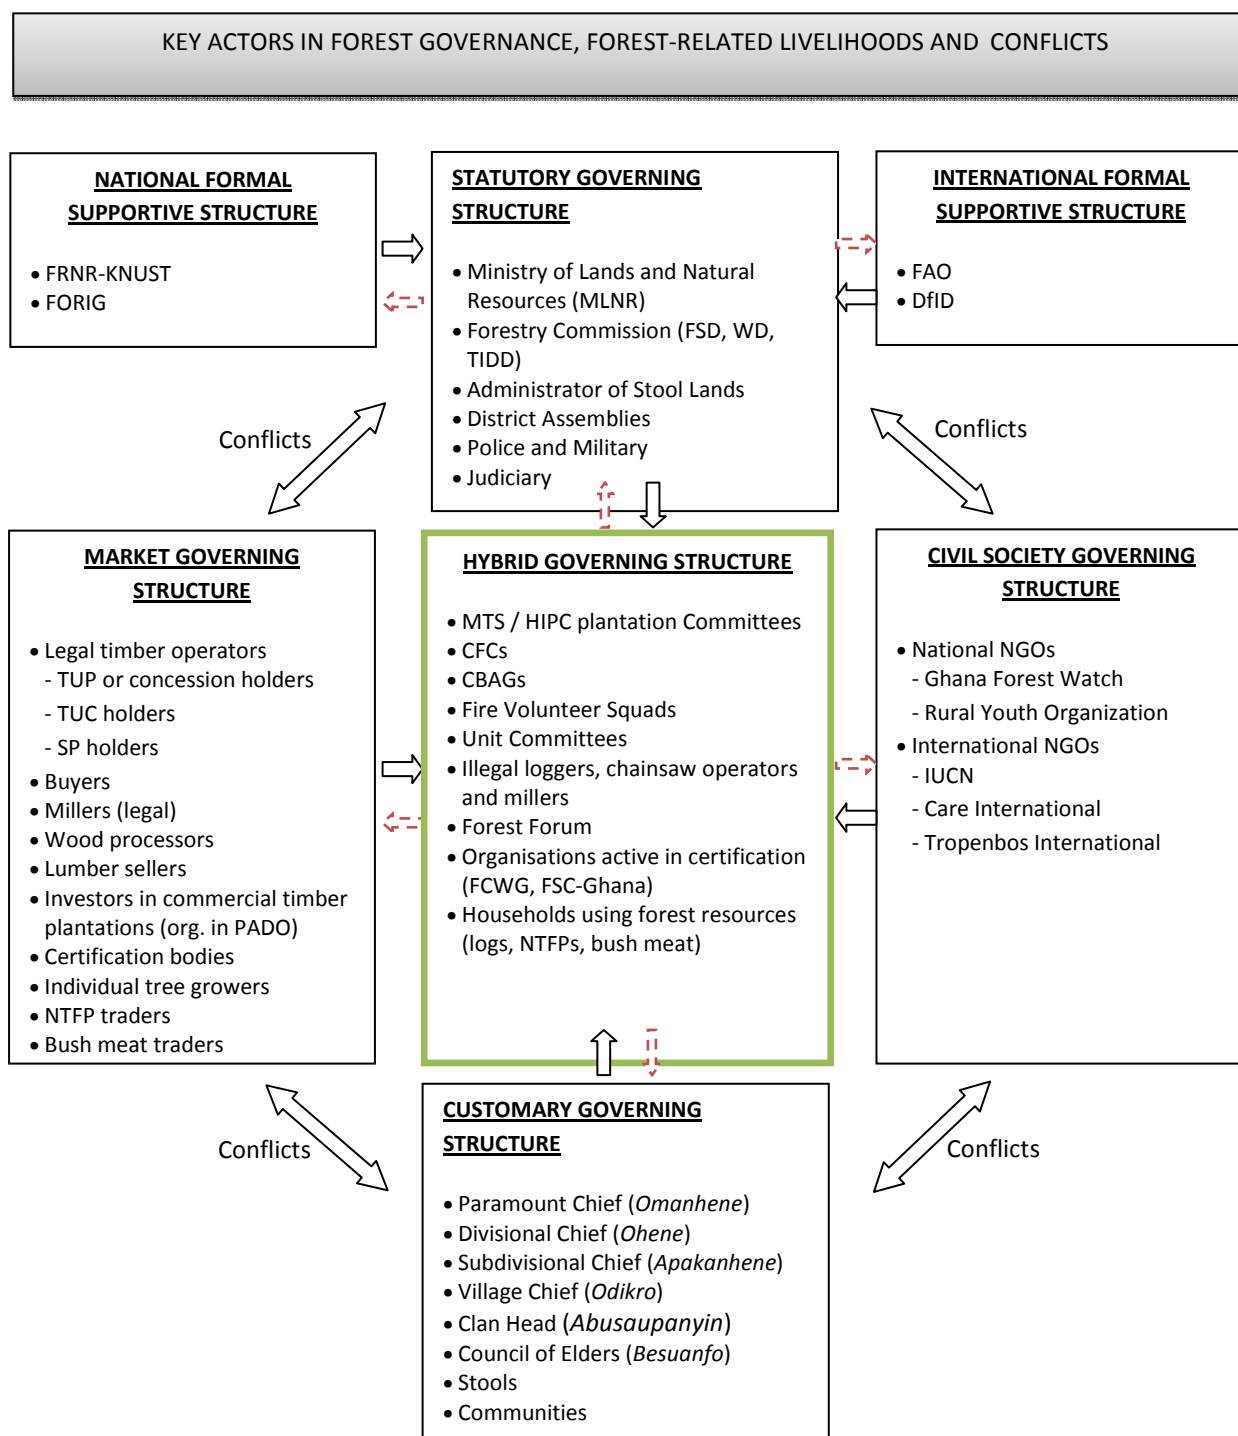 KEY ACTORS IN FOREST GOVERNANCE, FOREST-RELATED LIVELIHOODS AND  CONFLICTS
NATIONAL FORMAL
SUPPORTIVE STRUCTURE
• FRNR-KNUST
• FORIG
STATUTORY GOVERNING
STRUCTURE
• Ministry of Lands and Natural
Resources (MLNR)
• Forestry Commission (FSD, WD,
TIDD)
• Administrator of Stool Lands
• District Assemblies
• Police and Military
• Judiciary
INTERNATIONAL FORMAL
SUPPORTIVE STRUCTURE
• FAO
• DfID
Conflicts
Conflicts
MARKET GOVERNING
STRUCTURE
• Legal timber operators
- TUP or concession holders
- TUC holders
- SP holders
• Buyers
• Millers (legal)
• Wood processors
• Lumber sellers
• Investors in commercial timber
plantations (org. in PADO)
• Certification bodies
• Individual tree growers
• NTFP traders
• Bush meat traders
HYBRID GOVERNING STRUCTURE
• MTS / HIPC plantation Committees
• CFCs
• CBAGs
• Fire Volunteer Squads
• Unit Committees
• Illegal loggers, chainsaw operators
and millers
• Forest Forum
• Organisations active in certification
(FCWG, FSC-Ghana)
• Households using forest resources
(logs, NTFPs, bush meat)
CIVIL SOCIETY GOVERNING
STRUCTURE
• National NGOs
- Ghana Forest Watch
- Rural Youth Organization
• International NGOs
- IUCN
- Care International
- Tropenbos International
Conflicts
Conflicts
CUSTOMARY GOVERNING
STRUCTURE
• Paramount Chief (Omanhene)
• Divisional Chief (Ohene)
• Subdivisional Chief (Apakanhene)
• Village Chief (Odikro)
• Clan Head (Abusaupanyin)
• Council of Elders (Besuanfo)
• Stools
• Communities